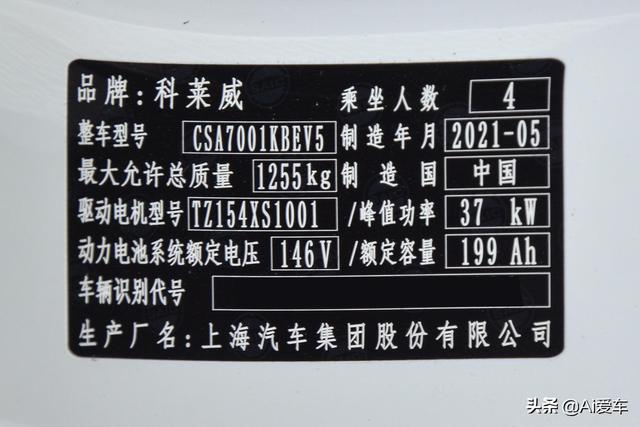 品牌:科莱威 乘坐人数 4
整车型号 CSA7001KBEV5 制造年月 2021-05
最大允许总质量 1255kg 制造国 中国
驱动电机型号 TZ154XS1001 /峰值功率 37 kW
动力电池系统额定电压 146V /额定容量 199 Ah
车辆识别代号
生产厂名:上海汽车集团股份有限公司
头条 @Ai爱车